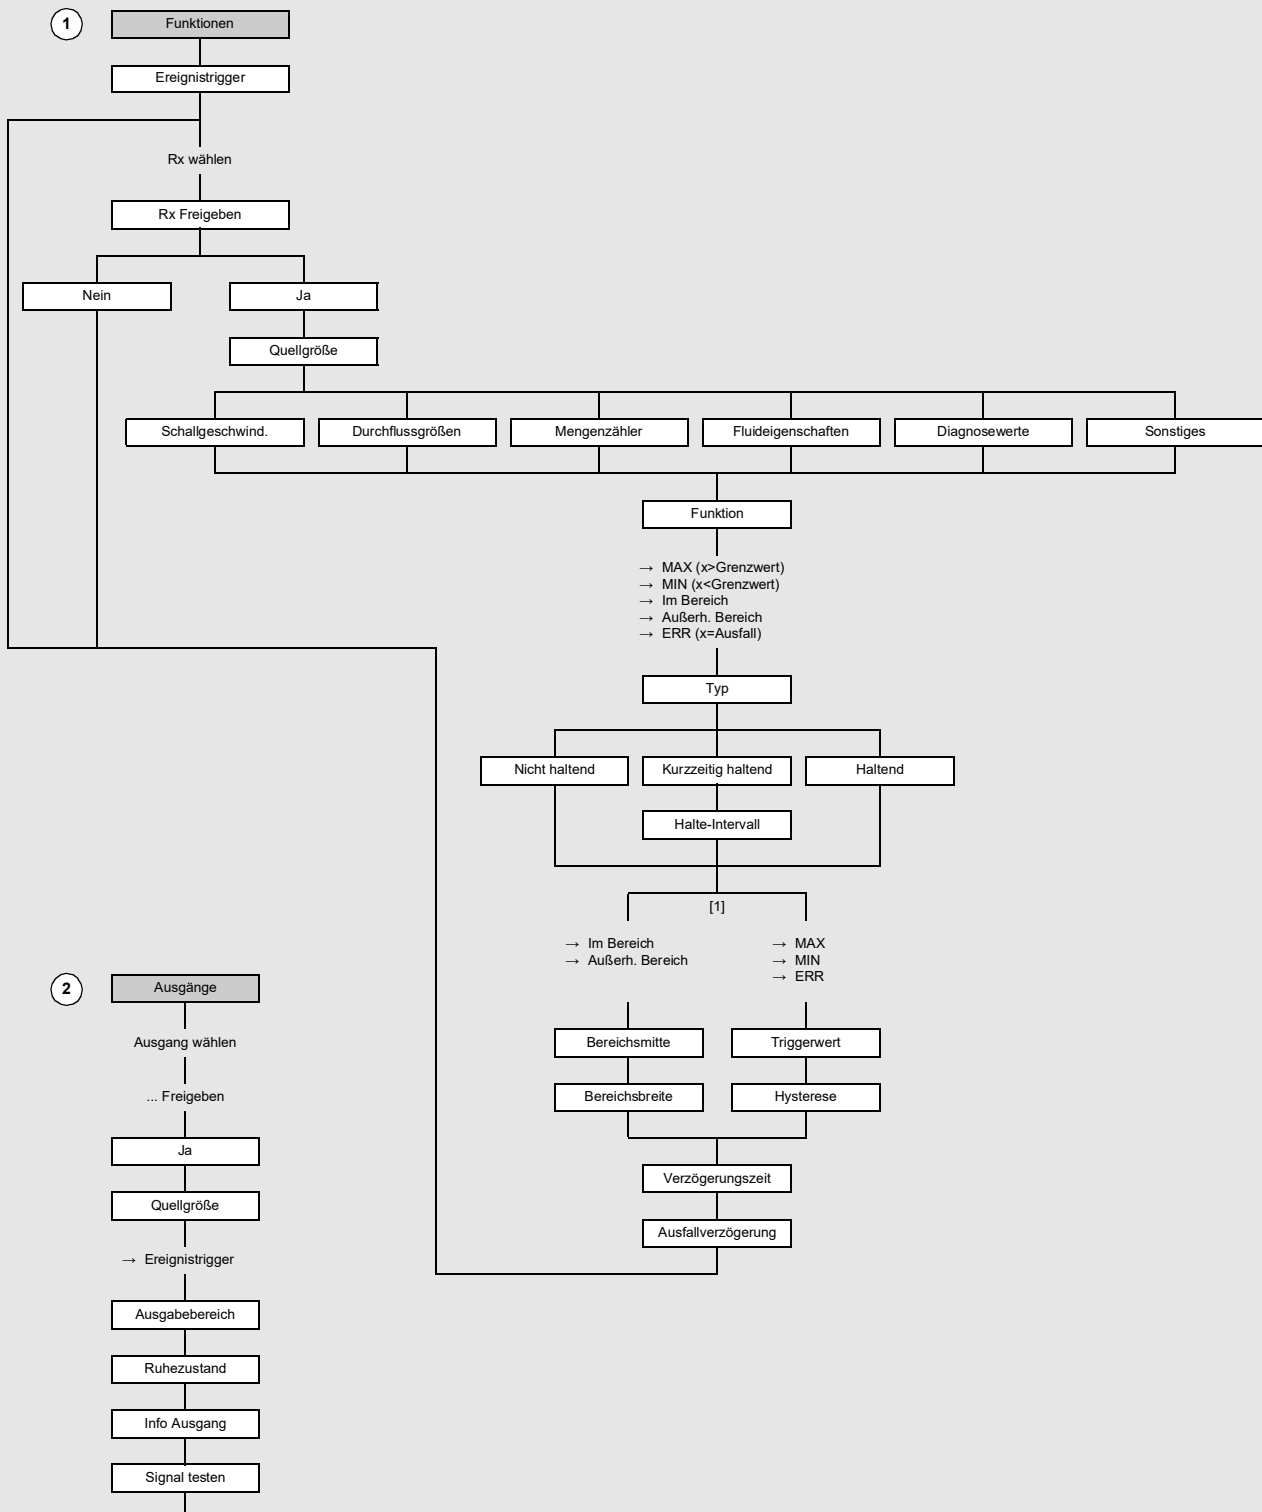 1
Funktionen
Ereignistrigger
Rx wählen
Rx Freigeben
Nein
Ja
Quellgröße
Schallgeschwind.
Durchflussgrößen
Mengenzähler
Fluideigenschaften
Diagnosewerte
Sonstiges
Funktion
→ MAX (x>Grenzwert)
→ MIN (x<Grenzwert)
→ Im Bereich
→ Außerh. Bereich
→ ERR (x=Ausfall)
Typ
Nicht haltend
Kurzzeitig haltend
Haltend
Halte-Intervall
[1]
→ Im Bereich
→ Außerh. Bereich
→ MAX
→ MIN
→ ERR
Bereichsmitte
Triggerwert
Bereichsbreite
Hysterese
Verzögerungszeit
Ausfallverzögerung
2
Ausgänge
Ausgang wählen
... Freigeben
Ja
Quellgröße
→ Ereignistrigger
Ausgabebereich
Ruhezustand
Info Ausgang
Signal testen